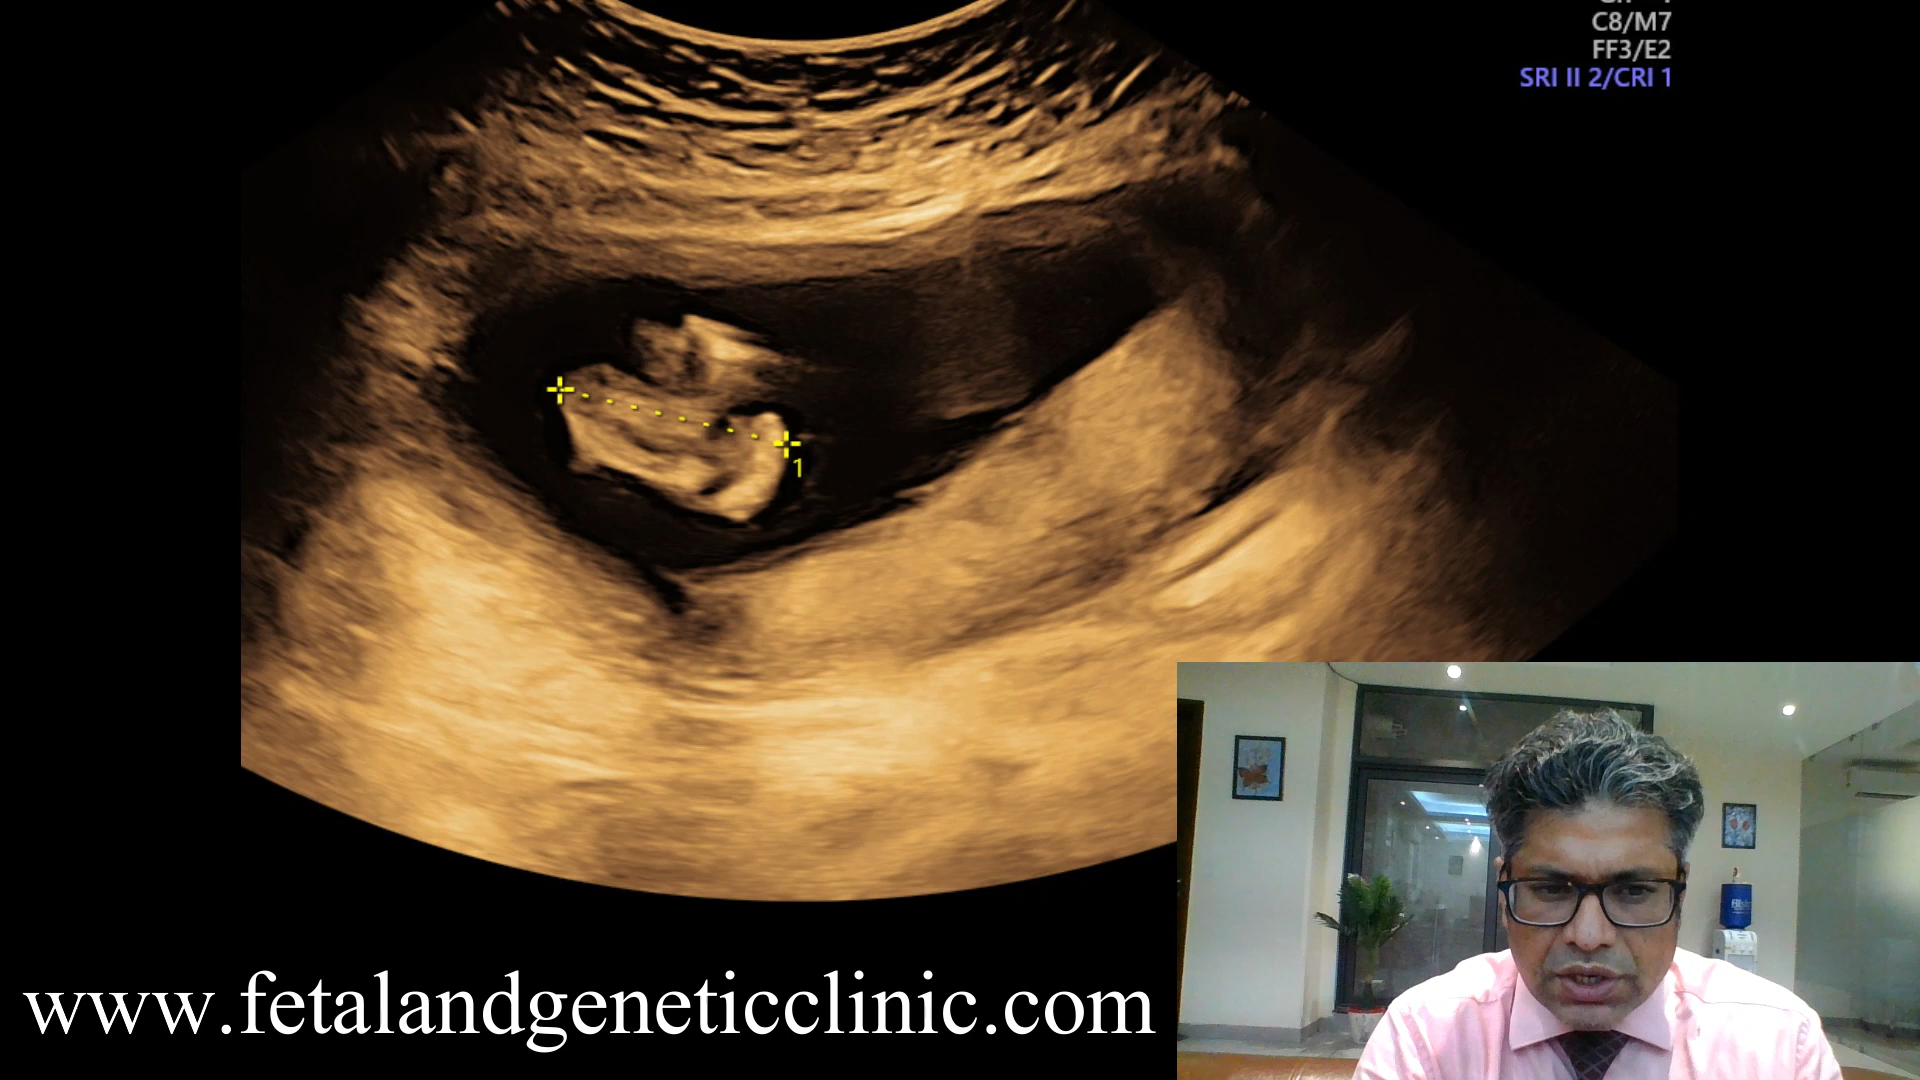 C8/M7
FF3/E2
SRI II 2/CRI 1
1
www.fetalandgeneticclinic.com